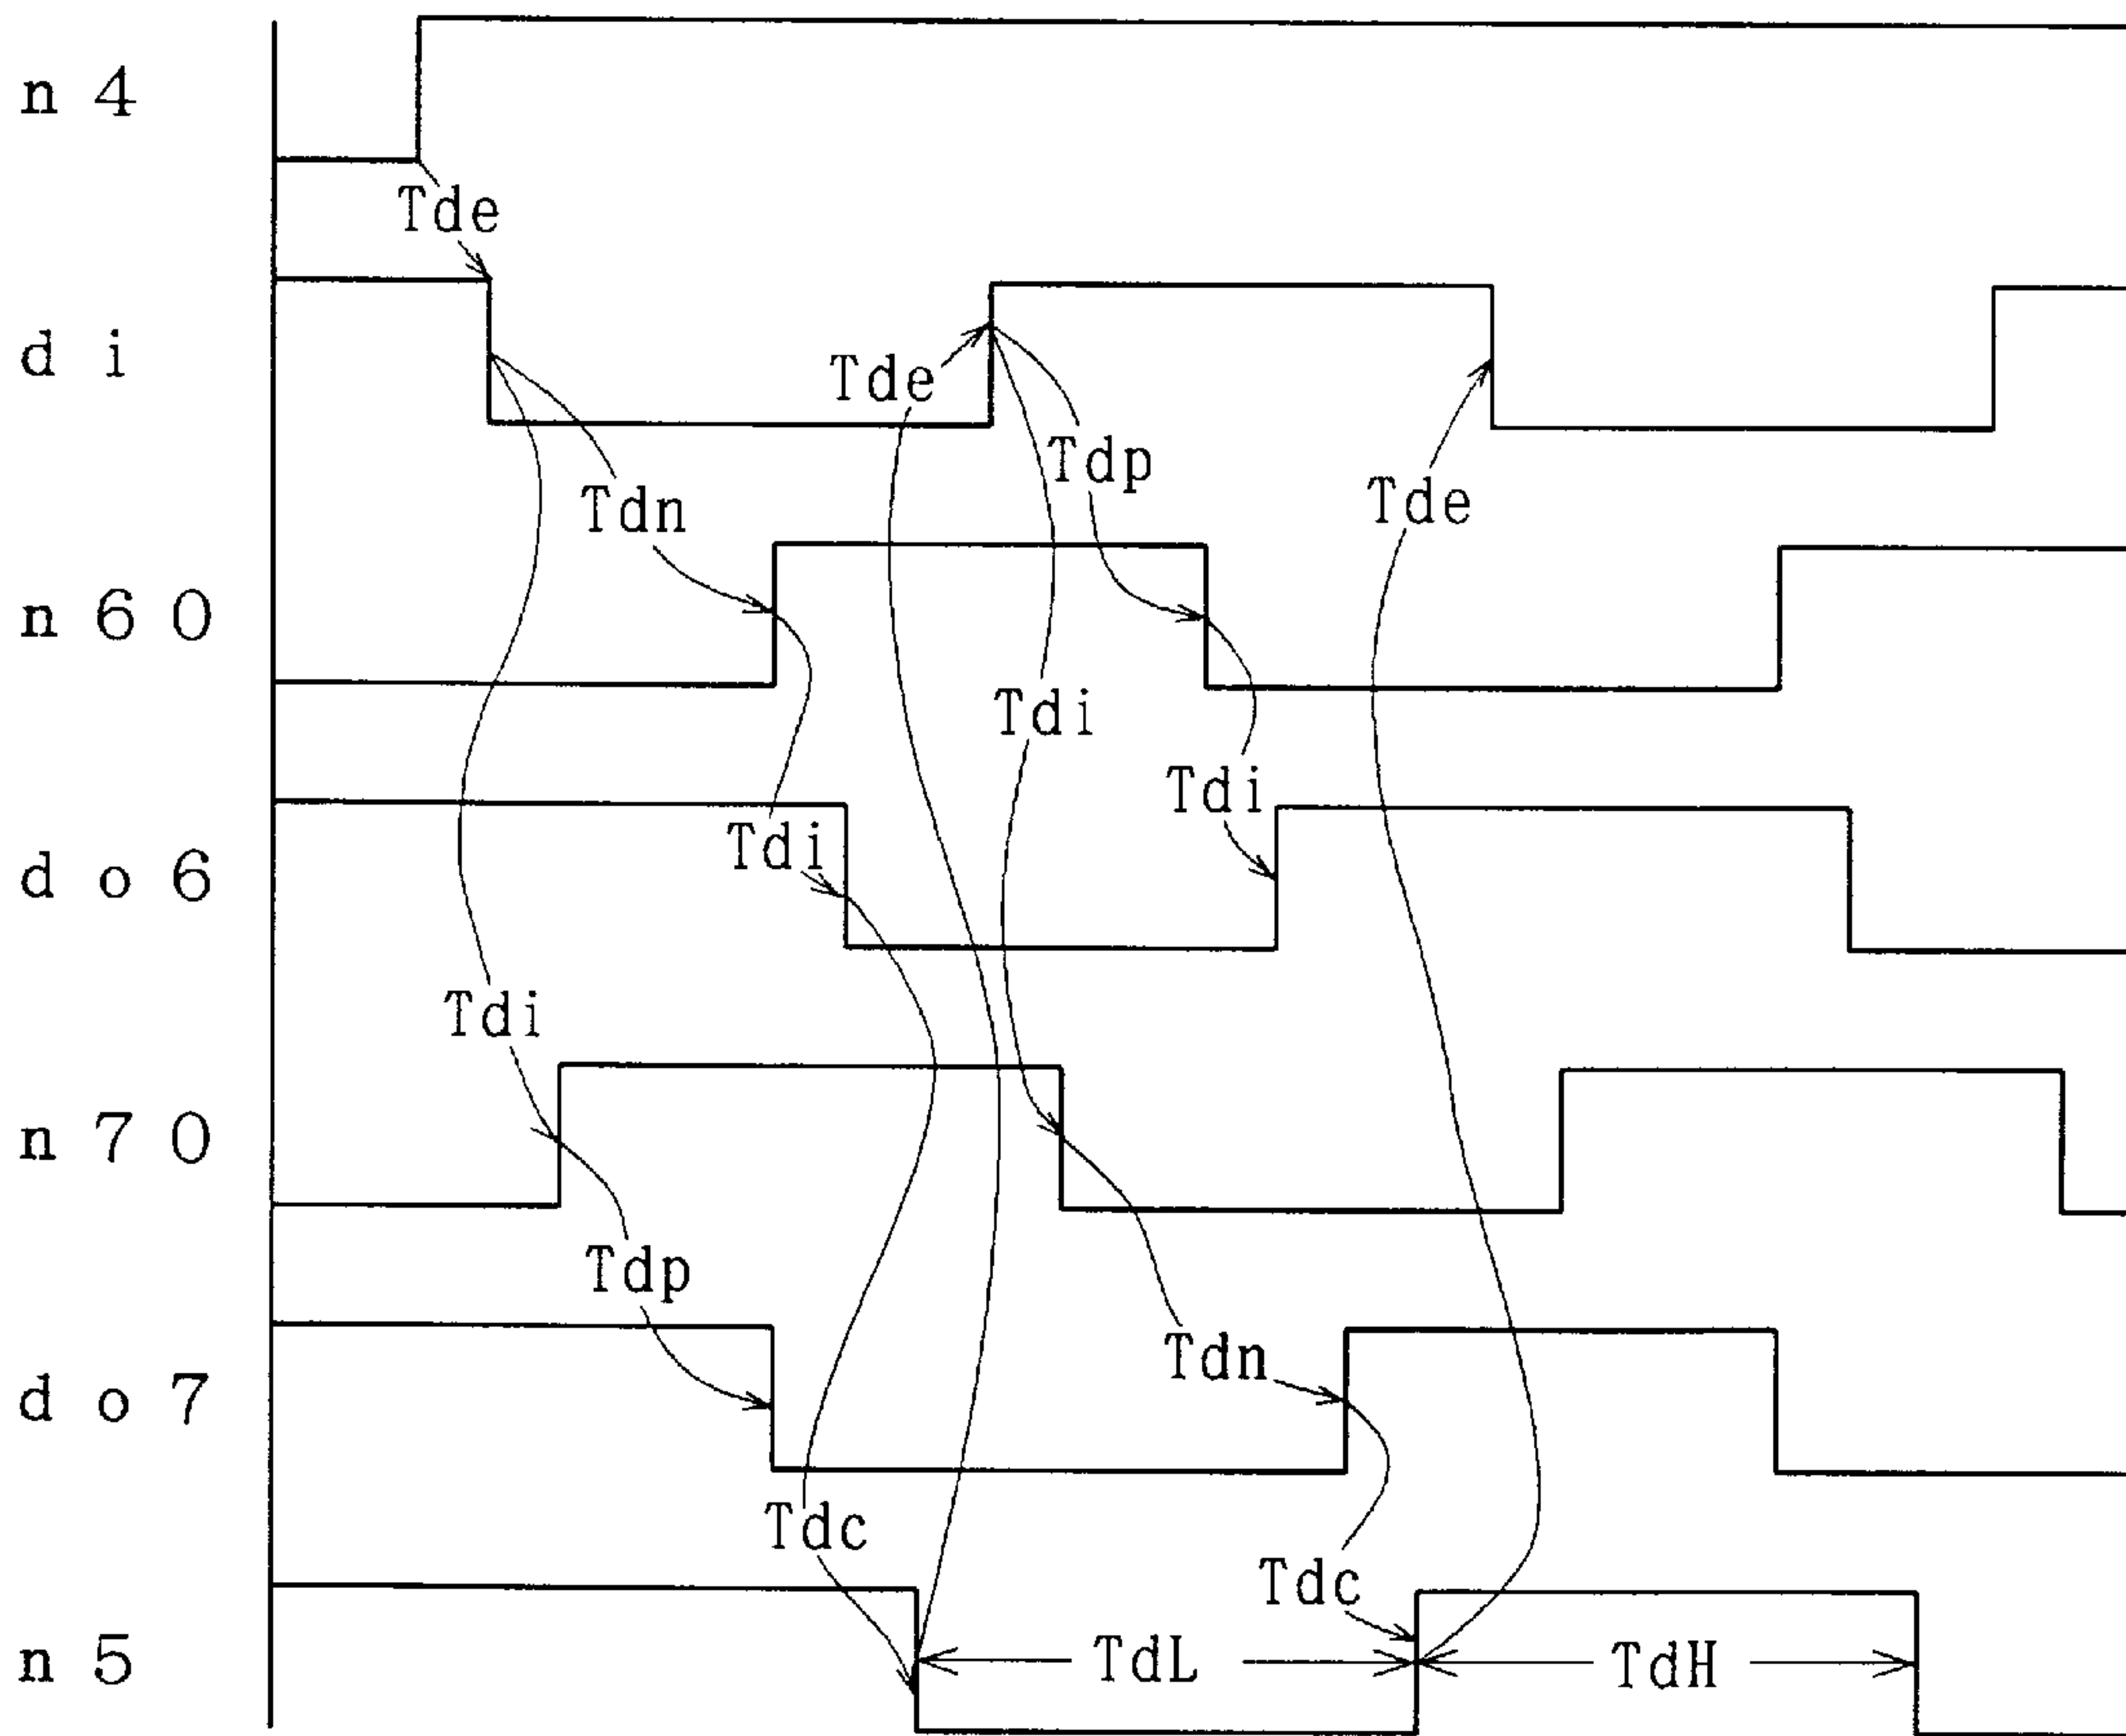 n 4
Tde
d i
Tde
Tdp
Tdn
Tde
n 6 0
Tdi
Tdi
Tdi
d o 6
Tdi
n 7 0
Tdp
Tdn
d o 7
Tdc
Tdc
n 5
TdL
TdH